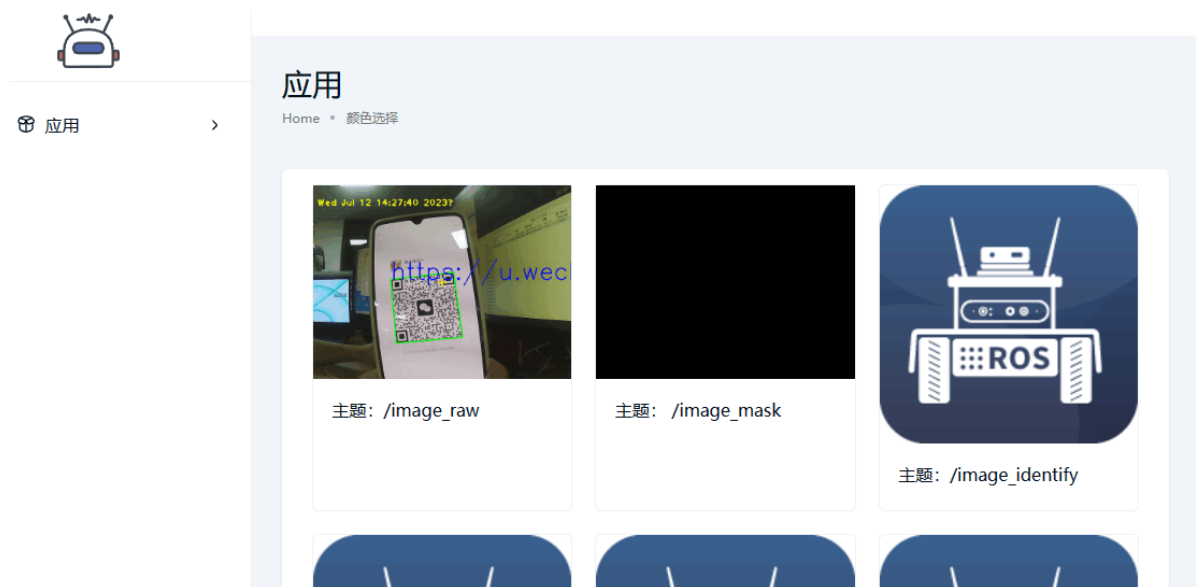 应用
应用
Home • 颜色选择
Wed Jul 12 14:27:40 2023?
https://u.wec
ROS
主题：/image_raw
主题： /image_mask
主题：/image_identify